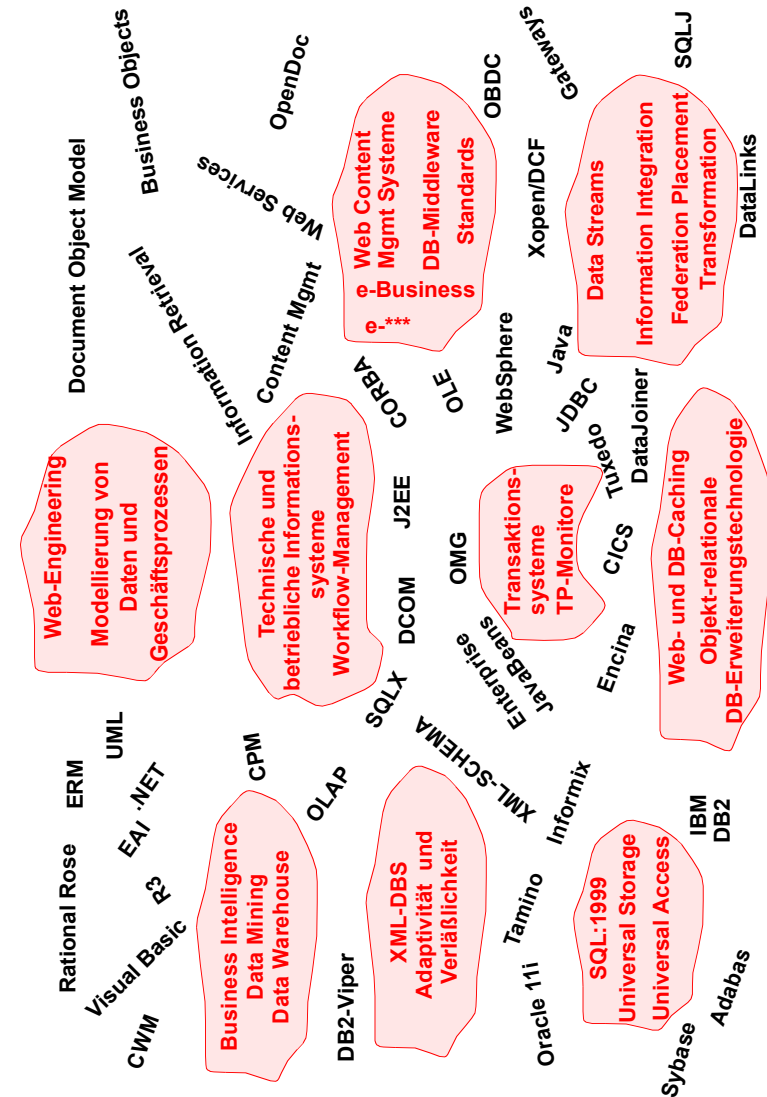 Rational Rose
ERM
UML
Document Object Model
Business Objects
Web-Engineering
Modellierung von
Daten und
Geschäftsprozessen
CWM
Visual Basic
R3
EAI
.NET
Information Retrieval
Web Services
OpenDoc
Business Intelligence
Data Mining
Data Warehouse
CPM
OLAP
Technische und
betriebliche Informations-
systeme
Workflow-Management
Content Mgmt
Web Content
Mgmt Systeme
DB-Middleware
Standards
e-Business
e-***
OBDC
Gateways
DB2-Viper
SQLX
DCOM
J2EE
CORBA
OLE
XML-DBS
Adaptivität und
Verläßlichkeit
XML-SCHEMA
Enterprise
JavaBeans
OMG
WebSphere
Xopen/DCF
Transaktions-
systeme
TP-Monitore
Java
JDBC
Tuxedo
DataJoiner
CICS
Encina
Data Streams
Information Integration
Federation Placement
Transformation
SQLJ
DataLinks
Oracle 11i
Tamino
Informix
SQL:1999
Universal Storage
Universal Access
IBM
DB2
Sybase
Adabas
Web- und DB-Caching
Objekt-relationale
DB-Erweiterungstechnologie